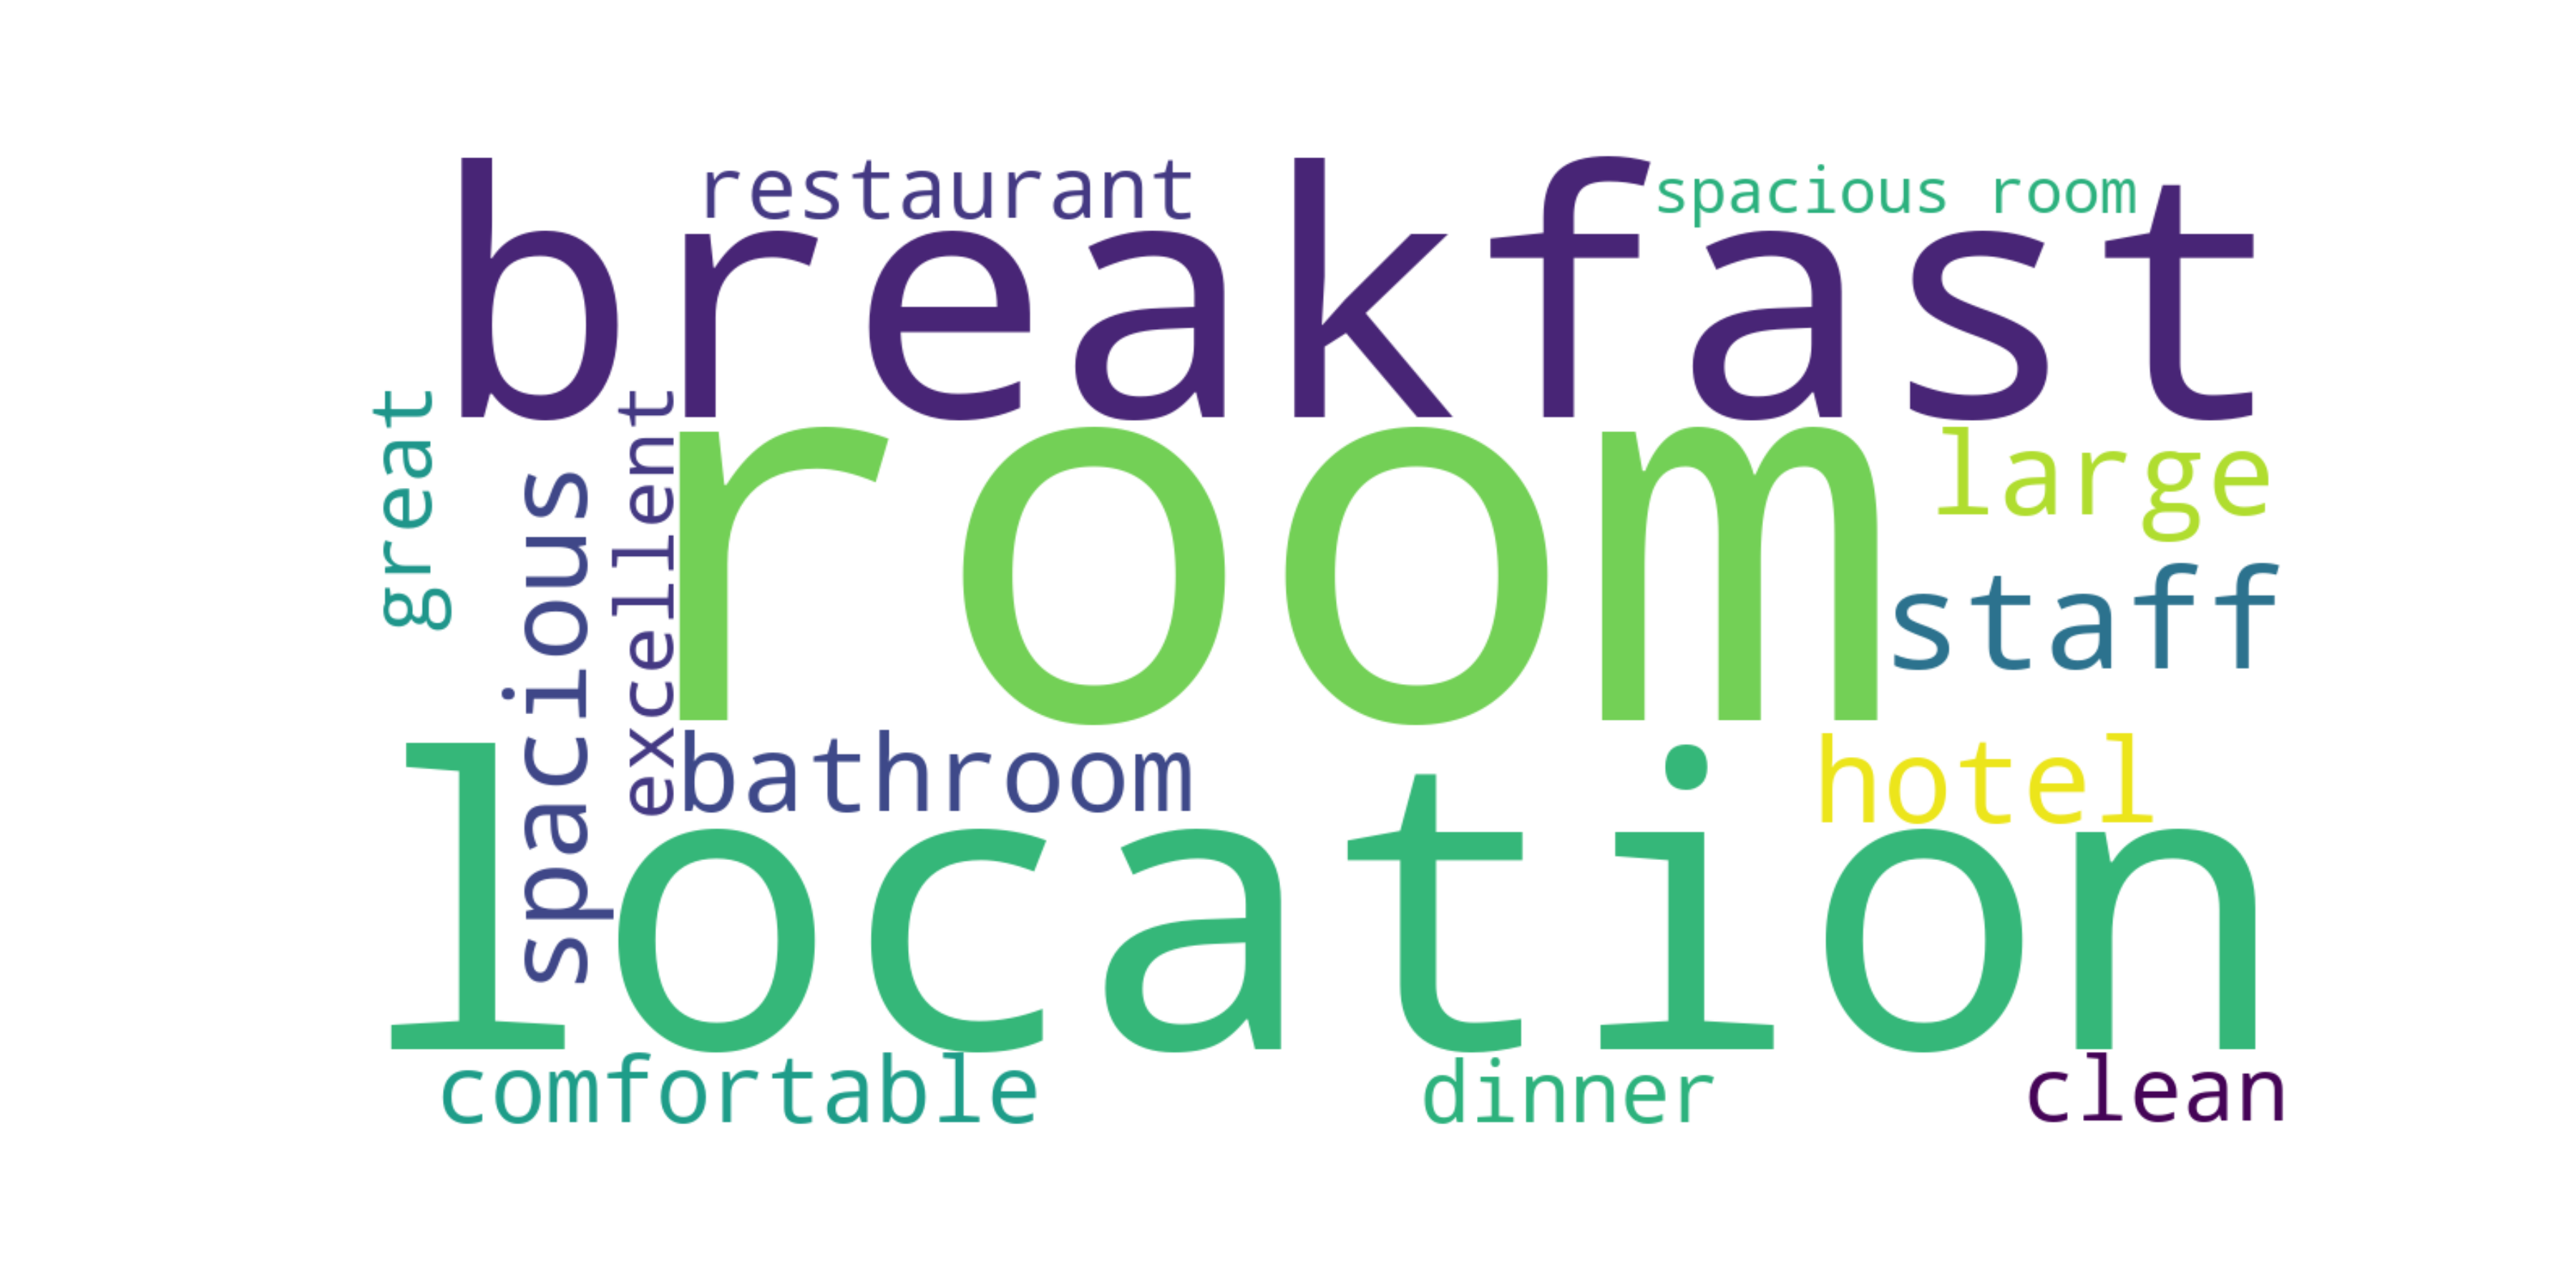 restaurant
spacious room
breakfast
great
spacious
excellent
room
large
staff
bathroom
hotel
location
comfortable
dinner
clean